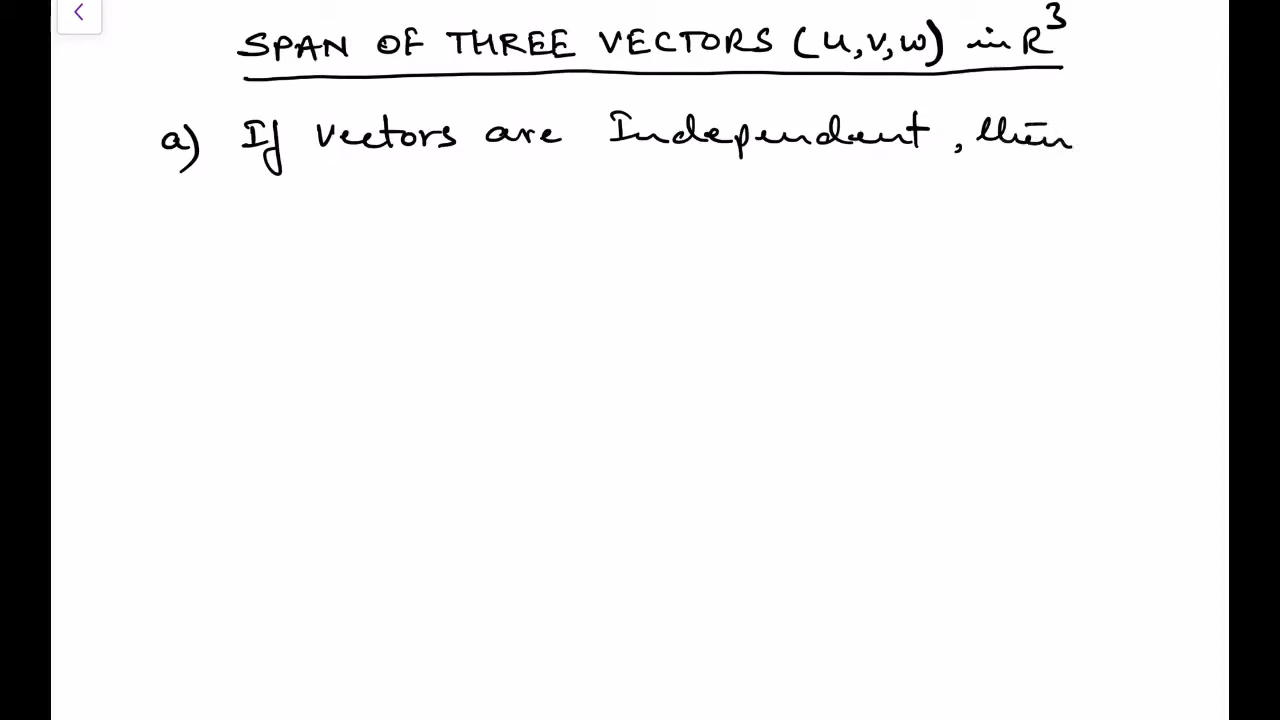 SPAN OF THREE VECTORS (u,v,w) in R³
a) If vectors are Independent, then